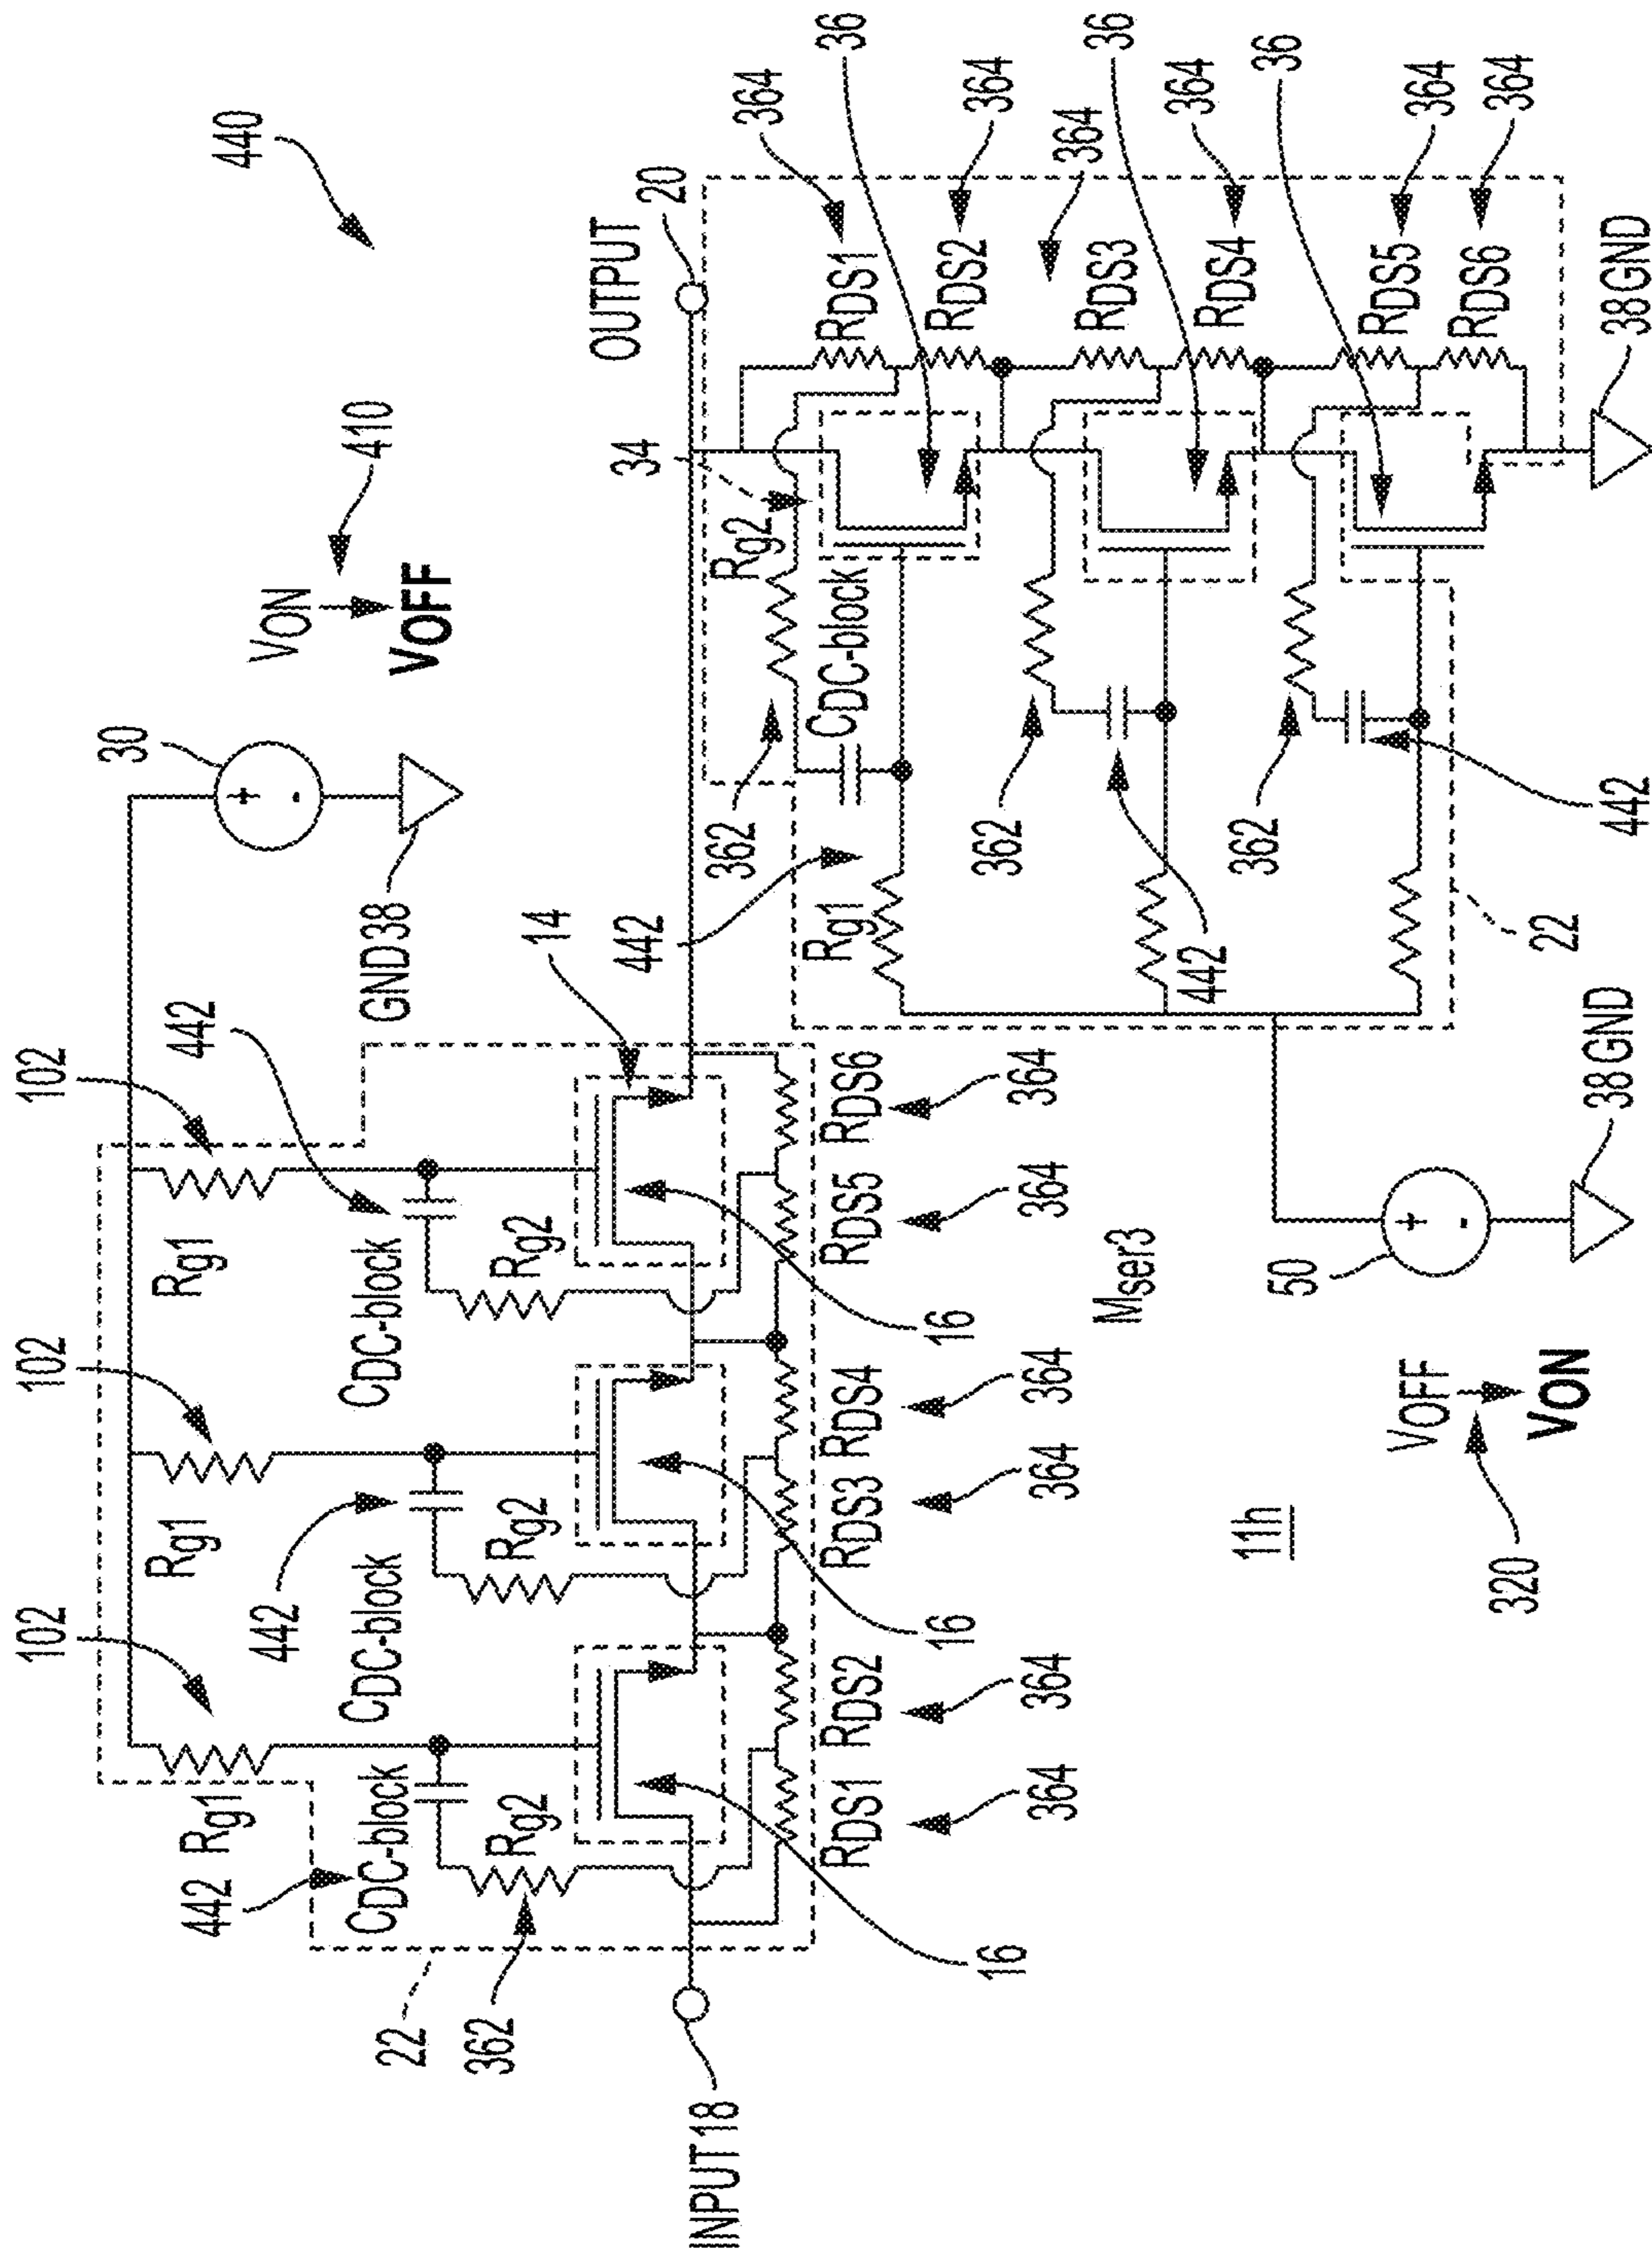 440
VON
VOFF
410
30
GND 38
OUTPUT
20
102
102
102
442
442
442
Rg1
Rg1
Rg1
CDC-block
CDC-block
CDC-block
Rg2
Rg2
Rg2
362
22
14
16
16
16
INPUT 18
RDS1
RDS2
RDS3
RDS4
RDS5
RDS6
364
364
364
364
364
364
Mser3
34
Rg2
CDC-block
Rg1
362
442
362
442
362
442
22
36
36
36
RDS1
RDS2
RDS3
RDS4
RDS5
RDS6
364
364
364
364
364
364
38 GND
50
38 GND
VOFF
VON
320
11h
+
-
+
-